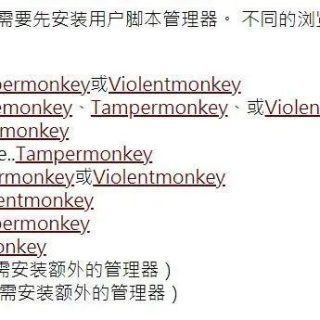 需要先安装用户脚本管理器。 不同的浏
permonkey或Violentmonkey
emonkey、Tampermonkey、或Violen
monkey
e..Tampermonkey
rmonkey或Violentmonkey
entmonkey
permonkey
onkey
需安装额外的管理器 )
需安装额外的管理器 )